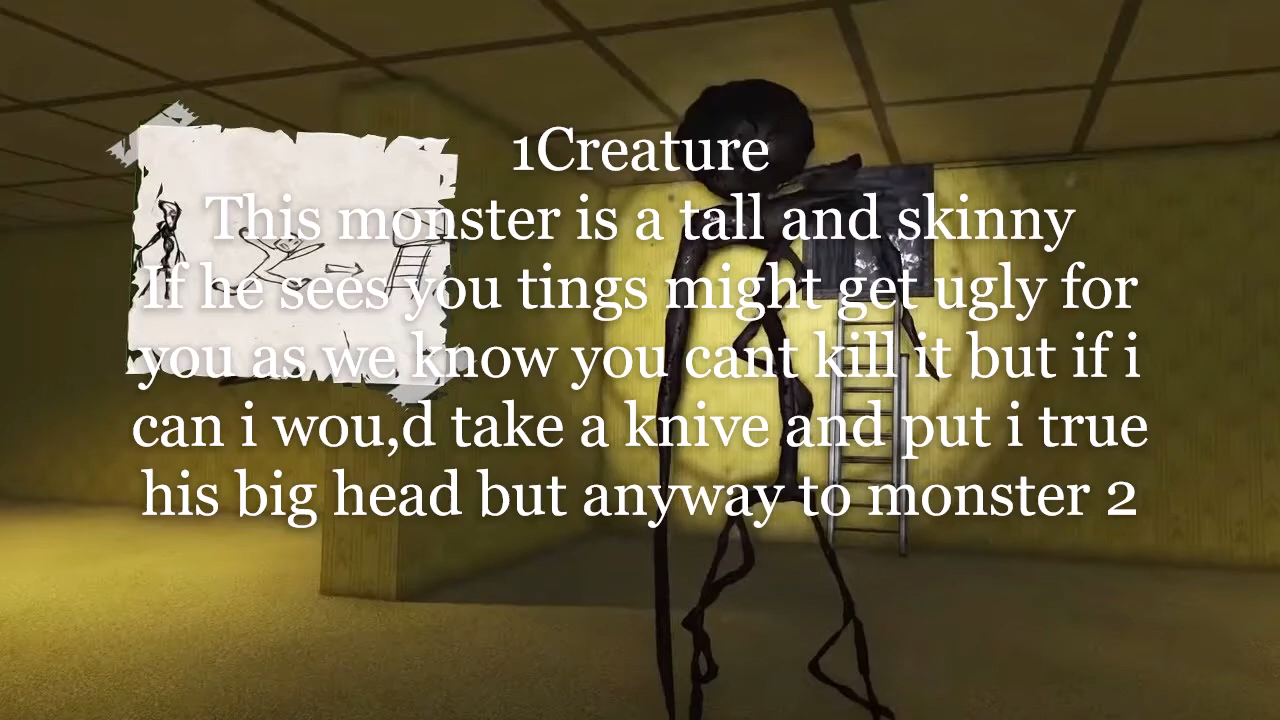 1Creature
This monster is a tall and skinny
If he sees you tings might get ugly for
you as we know you cant kill it but if i
can i wou,d take a knive and put i true
his big head but anyway to monster 2